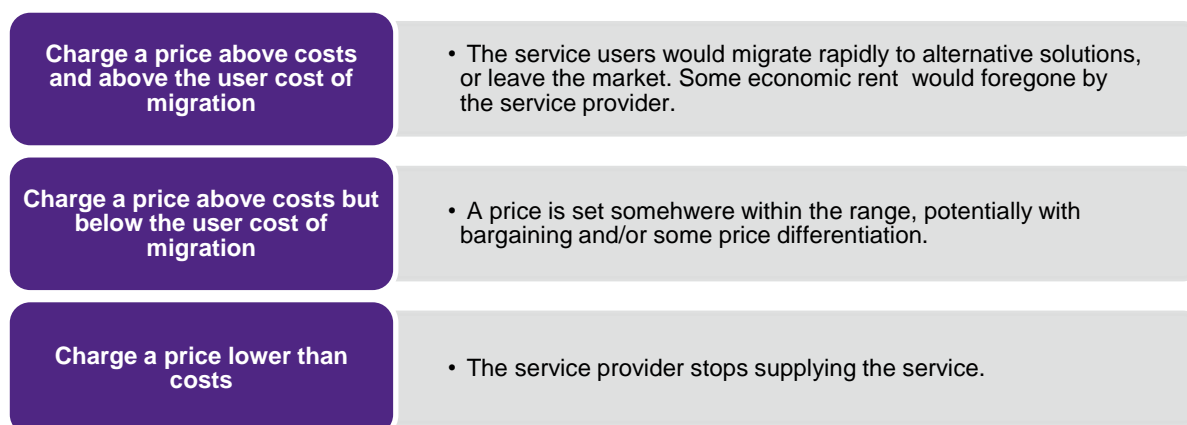 Charge a price above costs
and above the user cost of
migration
• The service users would migrate rapidly to alternative solutions,
or leave the market. Some economic rent would foregone by
the service provider.
Charge a price above costs but
below the user cost of
migration
• A price is set somehwere within the range, potentially with
bargaining and/or some price differentiation.
Charge a price lower than
costs
• The service provider stops supplying the service.